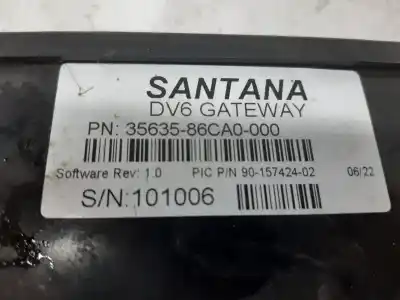 SANTANA
DV6 GATEWAY
PN: 35635-86CA0-000
Software Rev: 1.0 PIC P/N 90-157424-02 06/22
S/N:101006